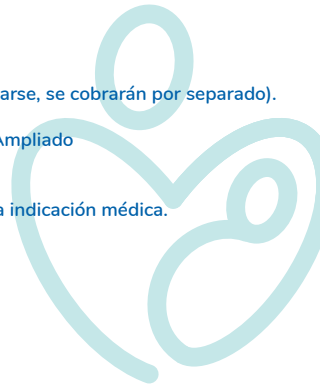 arse, se cobrarán por separado).
Ampliado
a indicación médica.